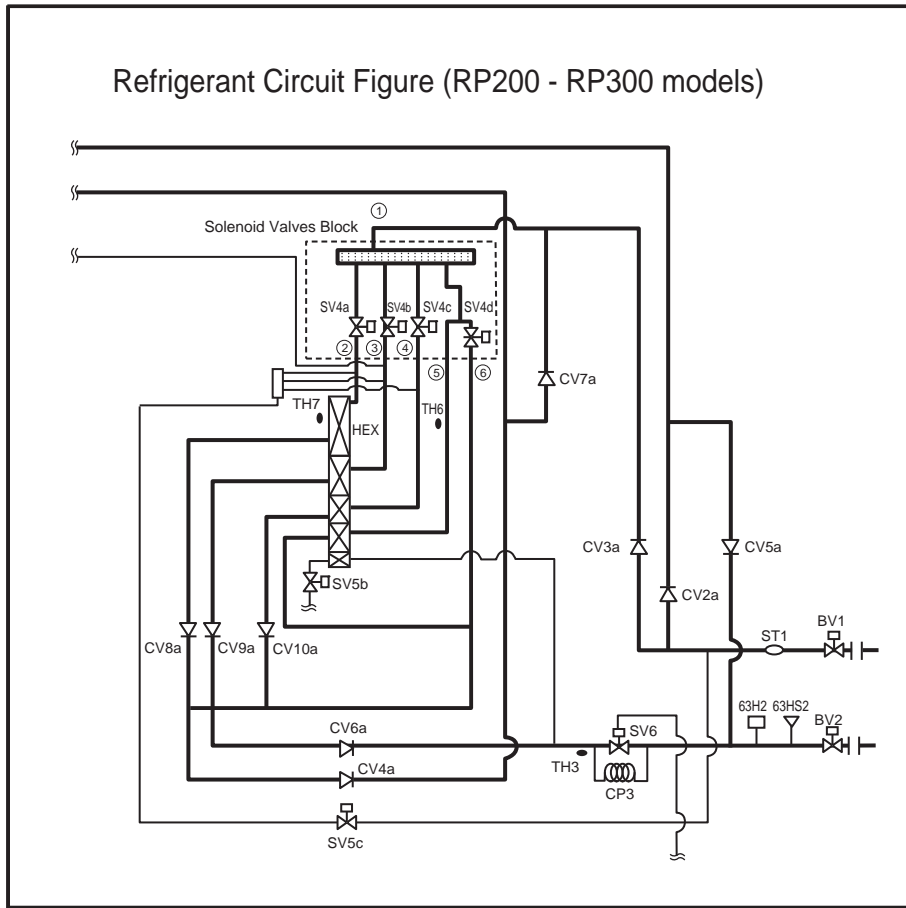 Refrigerant Circuit Figure (RP200 - RP300 models)
①
Solenoid Valves Block
SV4a
SV4b
SV4c
SV4d
②
③
④
⑤
⑥
CV7a
TH7
HEX
TH6
CV3a
CV5a
SV5b
CV2a
BV1
ST1
CV8a
CV9a
CV10a
63H2
63HS2
BV2
CV6a
SV6
CV4a
TH3
CP3
SV5c